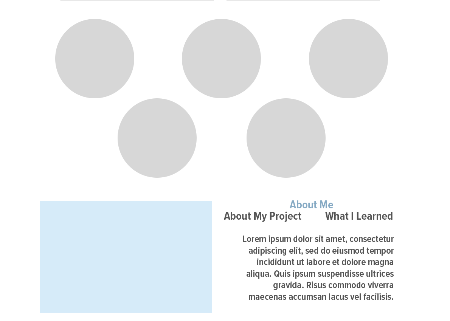 About Me
About My Project What I Learned
Lorem ipsum dolor sit amet, consectetur
adipiscing elit, sed do eiusmod tempor
incididunt ut labore et dolore magna
aliqua. Quis ipsum suspendisse ultrices
gravida. Risus commodo viverra
maecenas accumsan lacus vel facilisis.